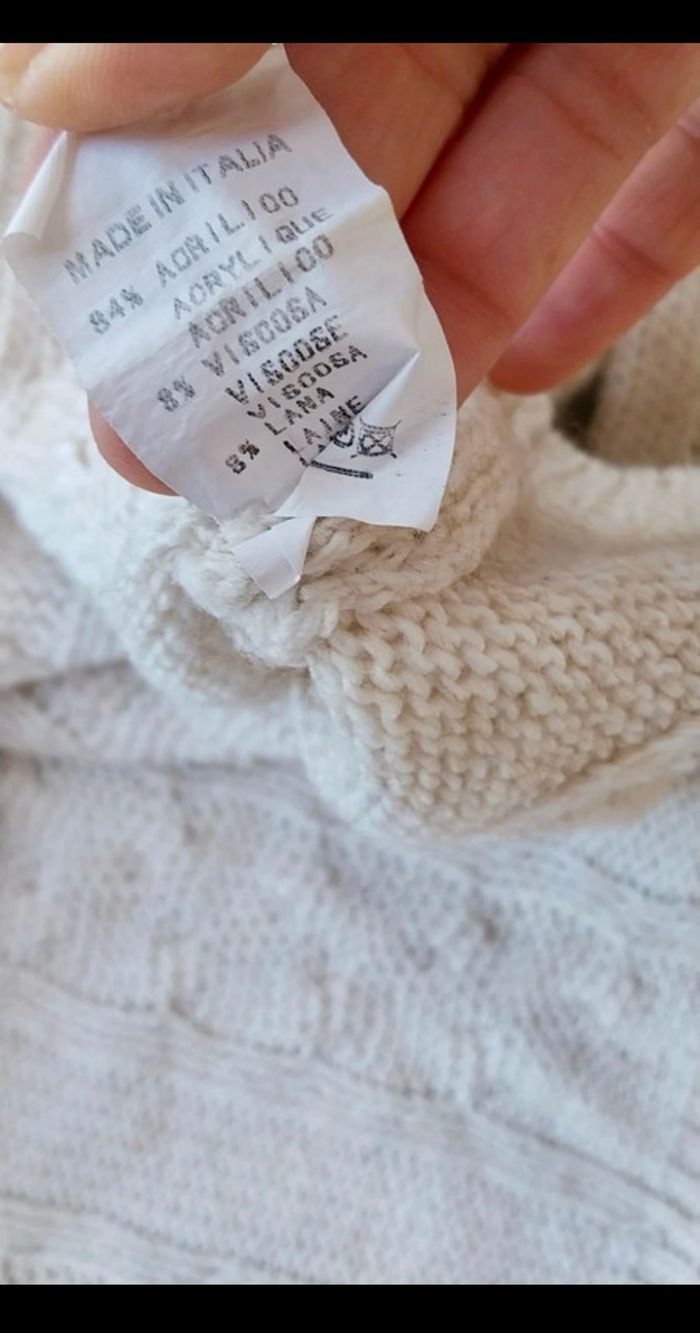 MADE IN ITALIA
84% ACRILICO
ACRYLIQUE
ACRILICO
8% VISCOSA
VISCOSE
VISCOSA
8% LANA
LAINE